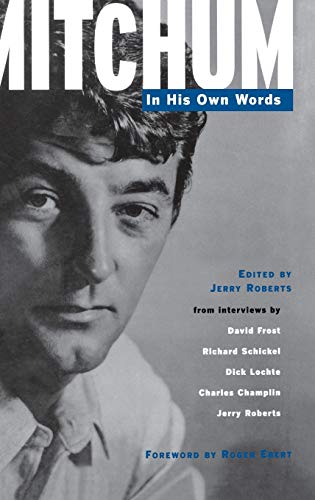 MITCHUM
In His Own Words
EDITED BY
JERRY ROBERTS
from interviews by
David Frost
Richard Schickel
Dick Lochte
Charles Champlin
Jerry Roberts
FOREWORD BY ROGER EBERT